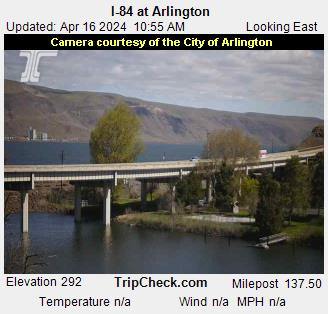 I-84 at Arlington
Updated: Apr 16 2024 10:55 AM Looking East
Camera courtesy of the City of Arlington
Elevation 292 TripCheck.com Milepost 137.50
Temperature n/a Wind n/a MPH n/a